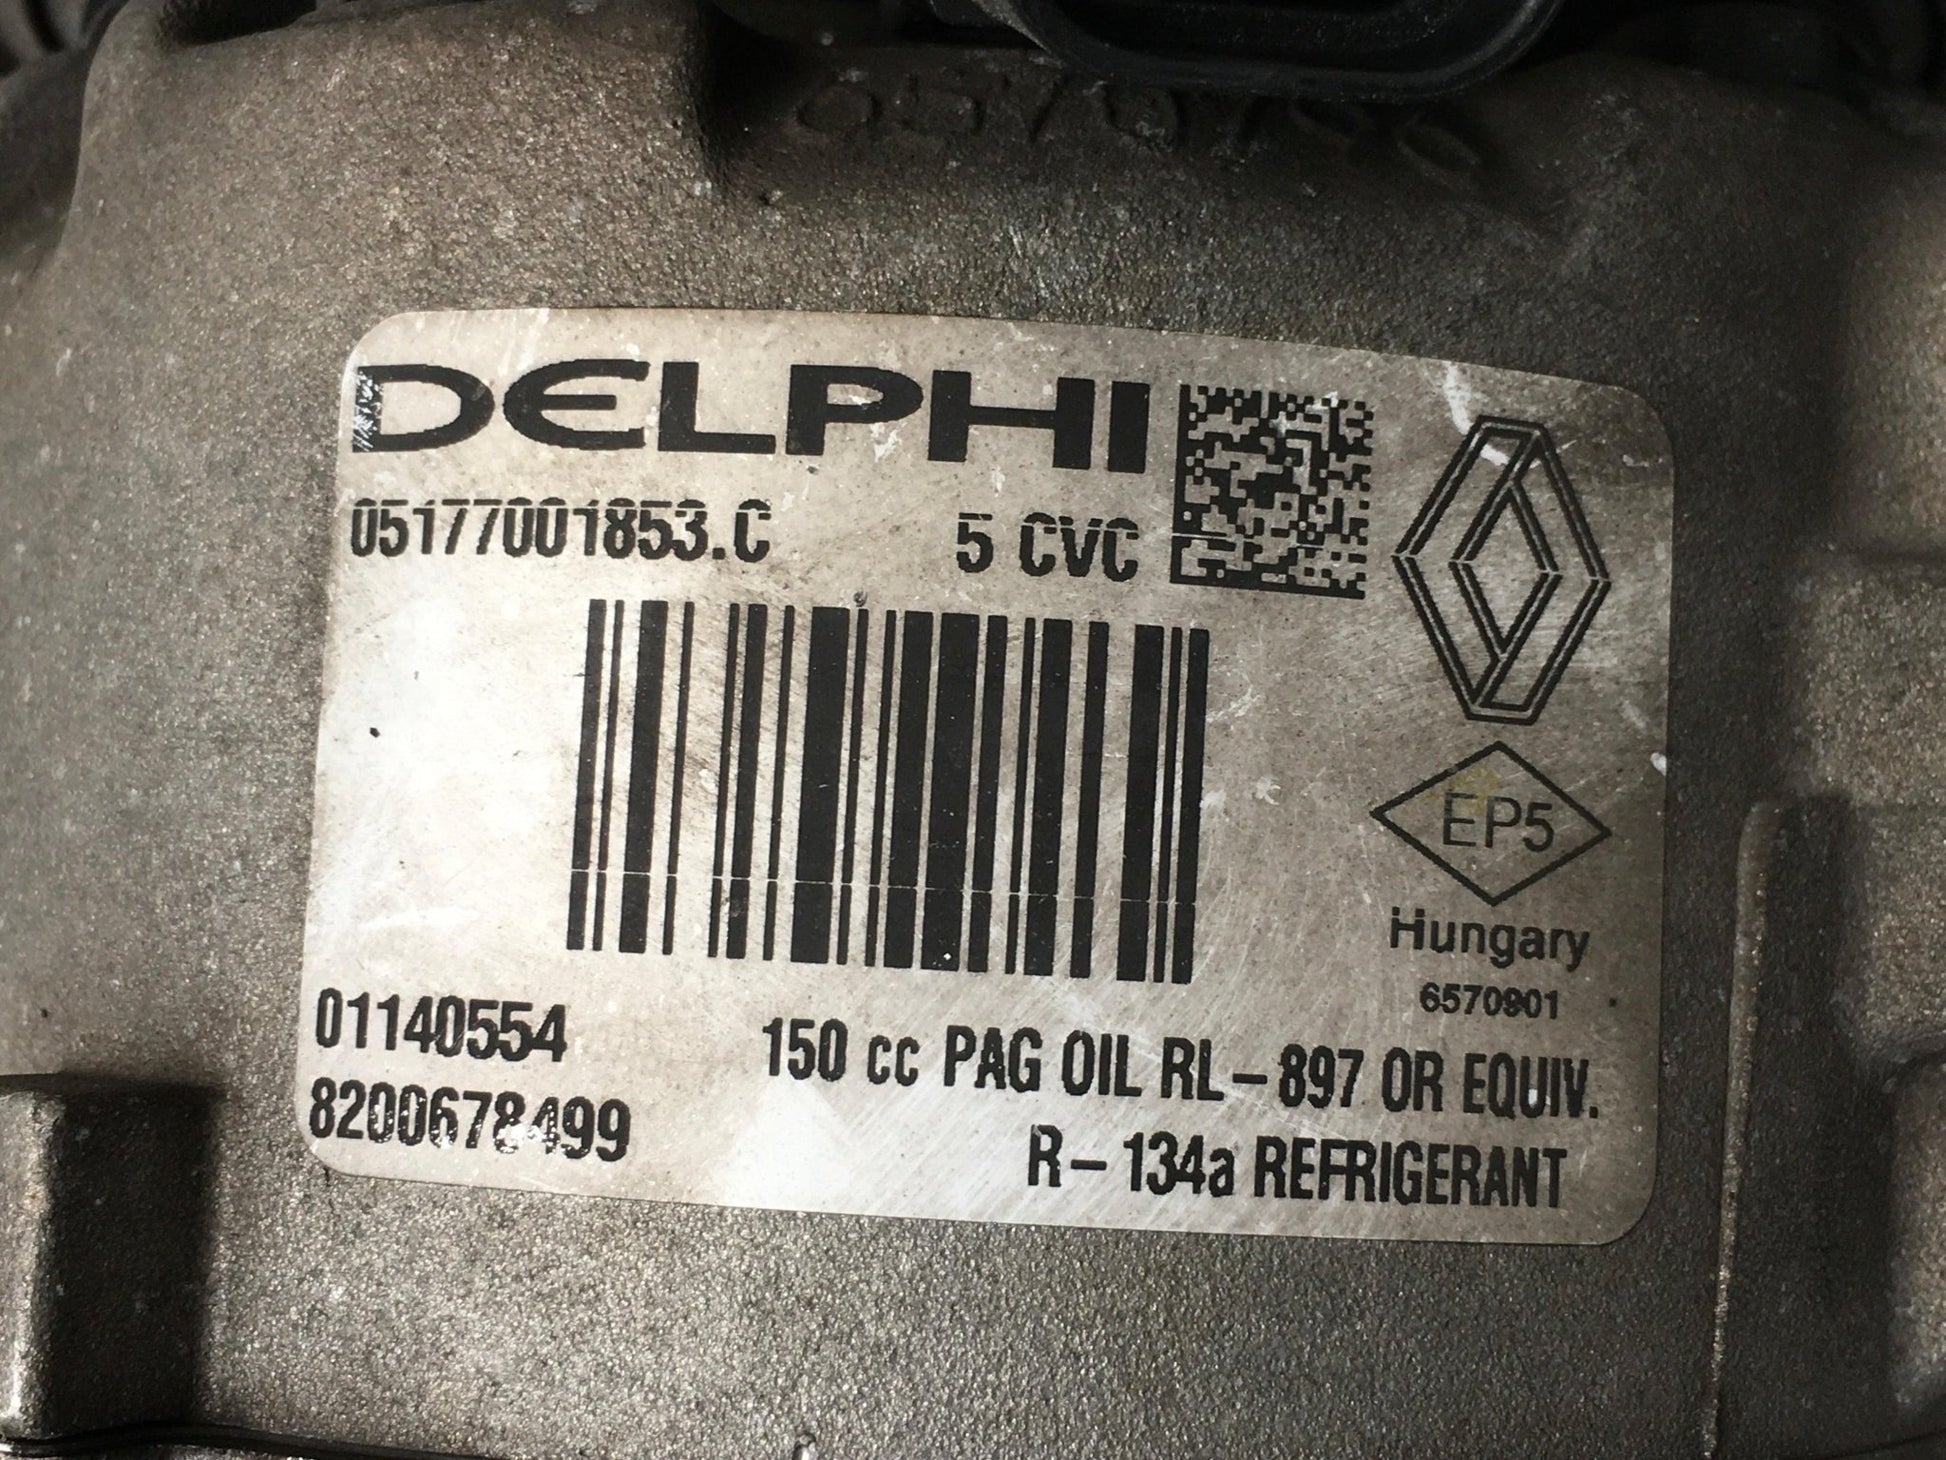 DELPHI
05177001853.C 5 CVC
EP5
Hungary
6570901
01140554
150 cc PAG OIL RL-897 OR EQUIV.
8200678499
R-134a REFRIGERANT